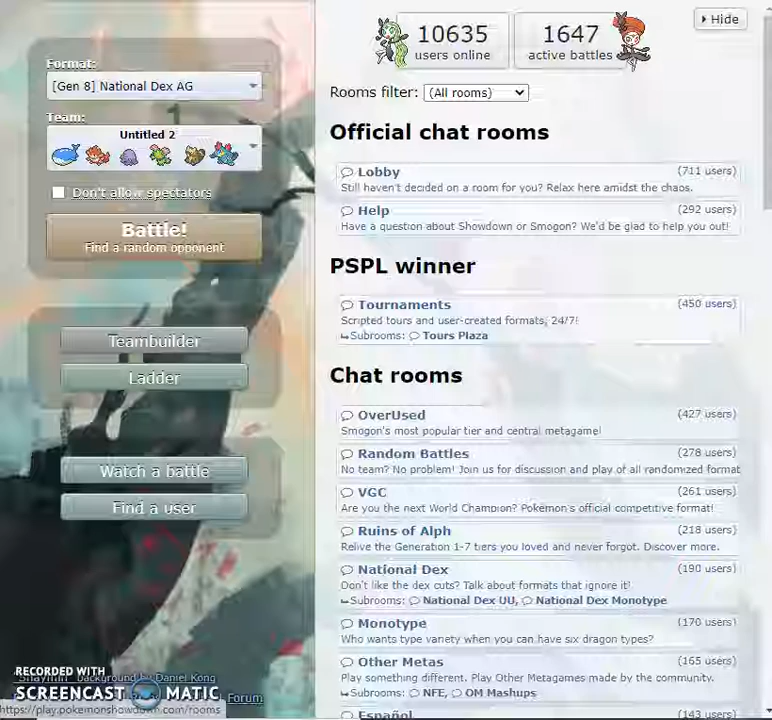 Format:
[Gen 8] National Dex AG
Team:
Untitled 2
Don't allow spectators
Battle!
Find a random opponent
Teambuilder
Ladder
Watch a battle
Find a user
"Shaymin" background by Daniel Kong
Forum
RECORDED WITH
SCREENCAST MATIC
https://play.pokemonshowdown.com/rooms
10635
users online
1647
active battles
Hide
Rooms filter: (All rooms)
Official chat rooms
Lobby (711 users)
Still haven't decided on a room for you? Relax here amidst the chaos.
Help (292 users)
Have a question about Showdown or Smogon? We'd be glad to help you out!
PSPL winner
Tournaments (450 users)
Scripted tours and user-created formats, 24/7!
Subrooms: Tours Plaza
Chat rooms
OverUsed (427 users)
Smogon's most popular tier and central metagame!
Random Battles (278 users)
No team? No problem! Join us for discussion and play of all randomized format
VGC (261 users)
Are you the next World Champion? Pokémon's official competitive format!
Ruins of Alph (218 users)
Relive the Generation 1-7 tiers you loved and never forgot. Discover more.
National Dex (190 users)
Don't like the dex cuts? Talk about formats that ignore it!
Subrooms: National Dex UU, National Dex Monotype
Monotype (170 users)
Who wants type variety when you can have six dragon types?
Other Metas (165 users)
Play something different. Play Other Metagames made by the community.
Subrooms: NFE, OM Mashups
Español (143 users)